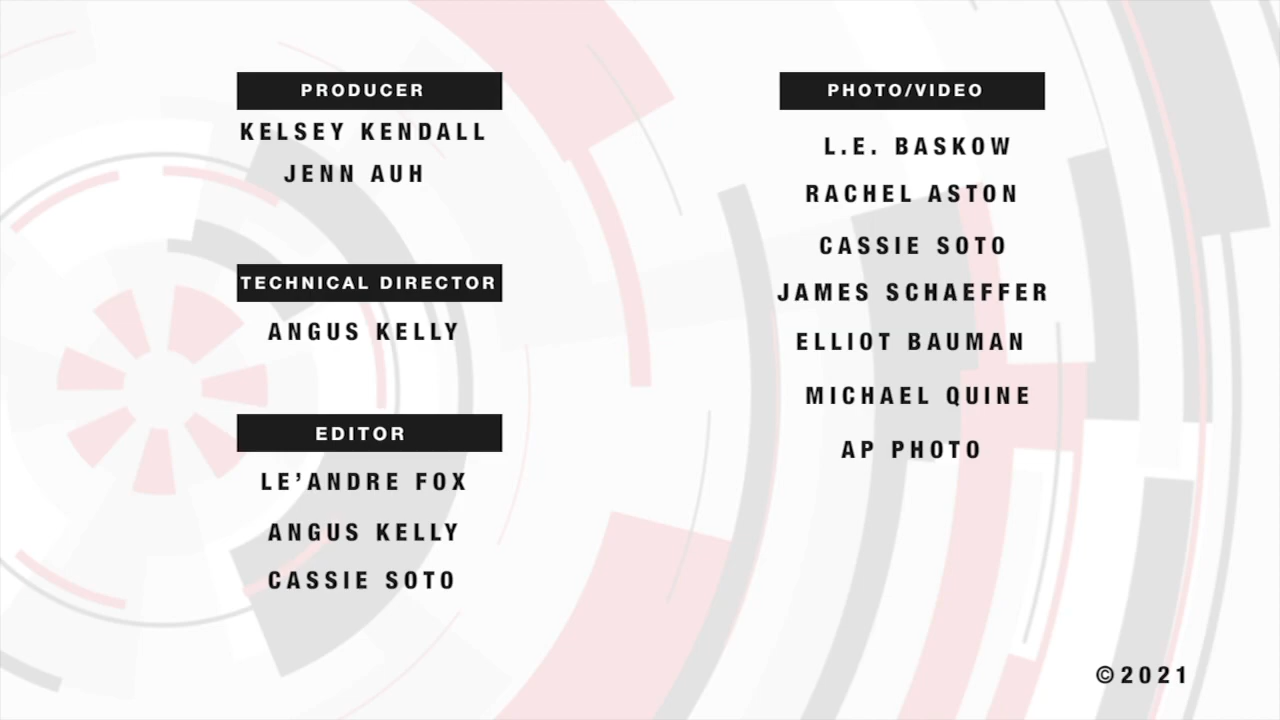 PRODUCER
KELSEY KENDALL
JENN AUH
TECHNICAL DIRECTOR
ANGUS KELLY
EDITOR
LE’ANDRE FOX
ANGUS KELLY
CASSIE SOTO
PHOTO/VIDEO
L.E. BASKOW
RACHEL ASTON
CASSIE SOTO
JAMES SCHAEFFER
ELLIOT BAUMAN
MICHAEL QUINE
AP PHOTO
©2021